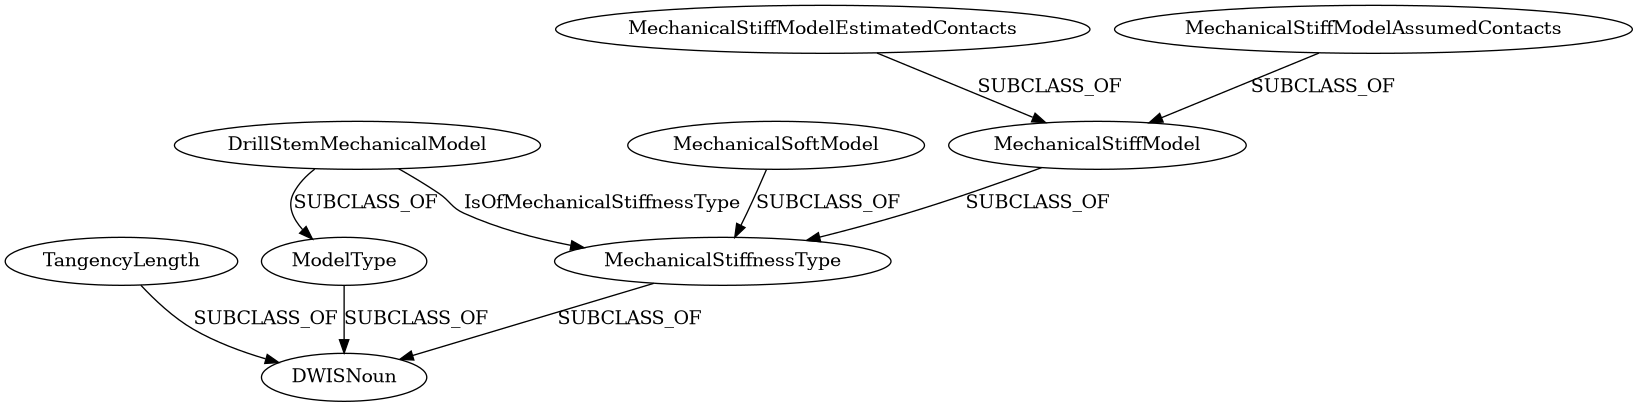 MechanicalStiffModelEstimatedContacts
MechanicalStiffModelAssumedContacts
SUBCLASS_OF
SUBCLASS_OF
DrillStemMechanicalModel
MechanicalSoftModel
MechanicalStiffModel
SUBCLASS_OF
IsOfMechanicalStiffnessType
SUBCLASS_OF
SUBCLASS_OF
TangencyLength
ModelType
MechanicalStiffnessType
SUBCLASS_OF
SUBCLASS_OF
SUBCLASS_OF
DWISNoun